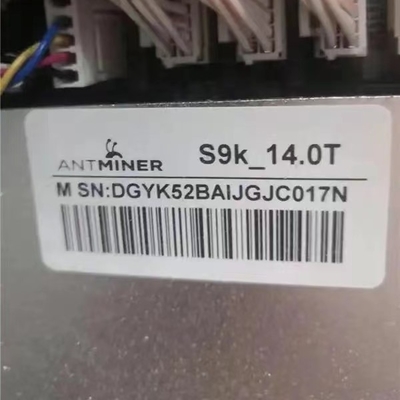 ANTMINER S9k_14.0T
M SN:DGYK52BAIJGJC017N